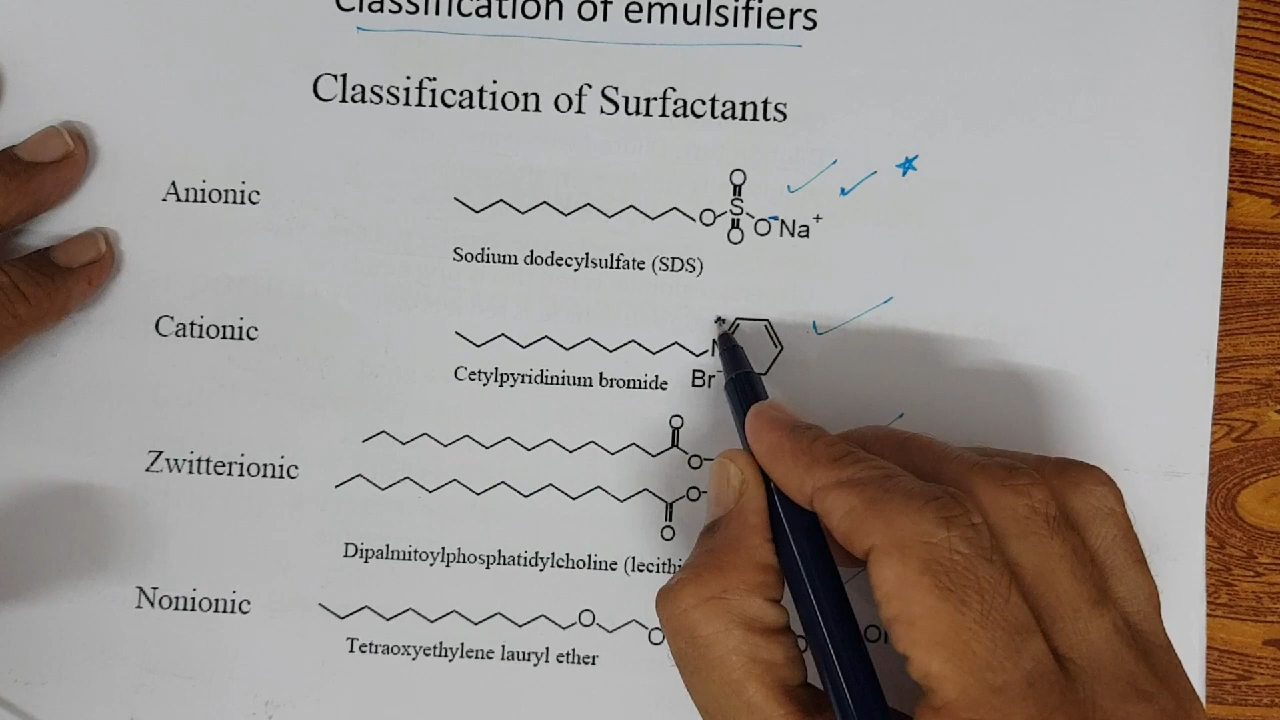 Classification of emulsifiers
Classification of Surfactants
Anionic
O
S
O
O
O⁻Na⁺
Sodium dodecylsulfate (SDS)
Cationic
N
Cetylpyridinium bromide
Br⁻
Zwitterionic
O
O
O
O
Dipalmitoylphosphatidylcholine
Nonionic
O
O
Tetraoxyethylene lauryl ether